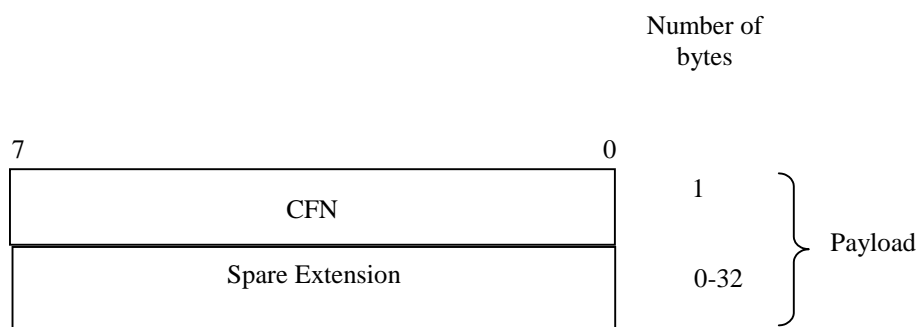 Number of
bytes
7 0
CFN 1
Payload
Spare Extension 0-32